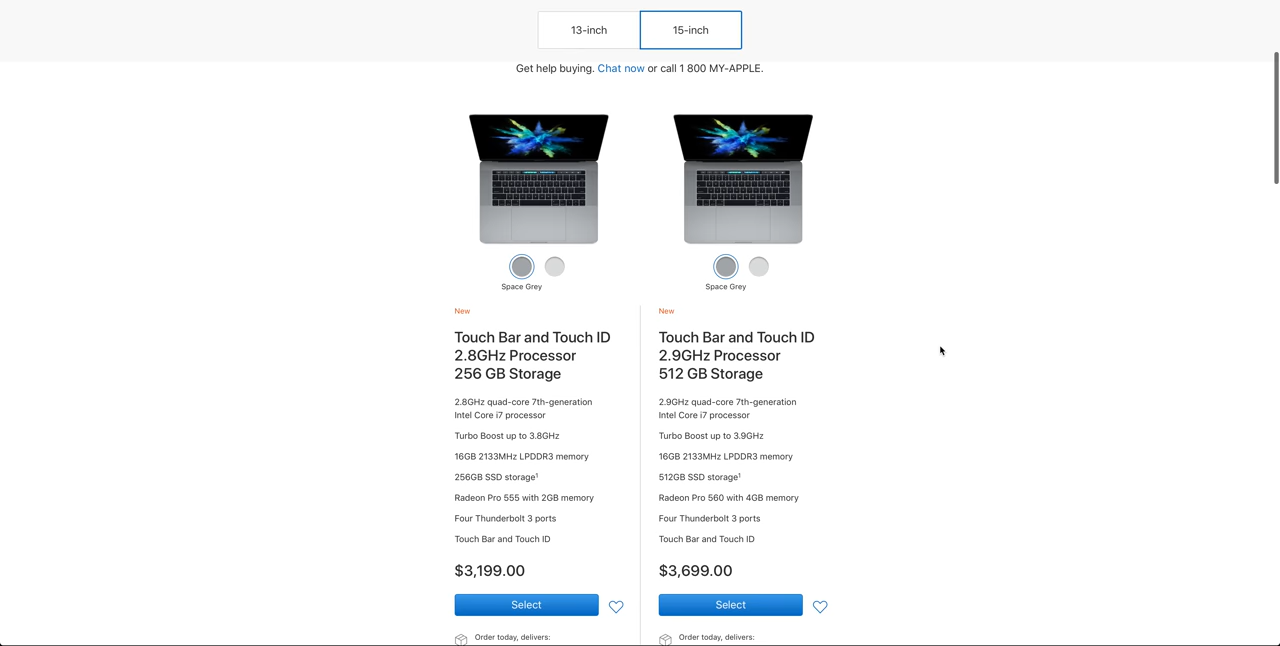 13-inch
15-inch
Get help buying. Chat now or call 1 800 MY-APPLE.
Space Grey
Space Grey
New
Touch Bar and Touch ID
2.8GHz Processor
256 GB Storage
2.8GHz quad-core 7th-generation
Intel Core i7 processor
Turbo Boost up to 3.8GHz
16GB 2133MHz LPDDR3 memory
256GB SSD storage¹
Radeon Pro 555 with 2GB memory
Four Thunderbolt 3 ports
Touch Bar and Touch ID
$3,199.00
Select
Order today, delivers:
New
Touch Bar and Touch ID
2.9GHz Processor
512 GB Storage
2.9GHz quad-core 7th-generation
Intel Core i7 processor
Turbo Boost up to 3.9GHz
16GB 2133MHz LPDDR3 memory
512GB SSD storage¹
Radeon Pro 560 with 4GB memory
Four Thunderbolt 3 ports
Touch Bar and Touch ID
$3,699.00
Select
Order today, delivers: